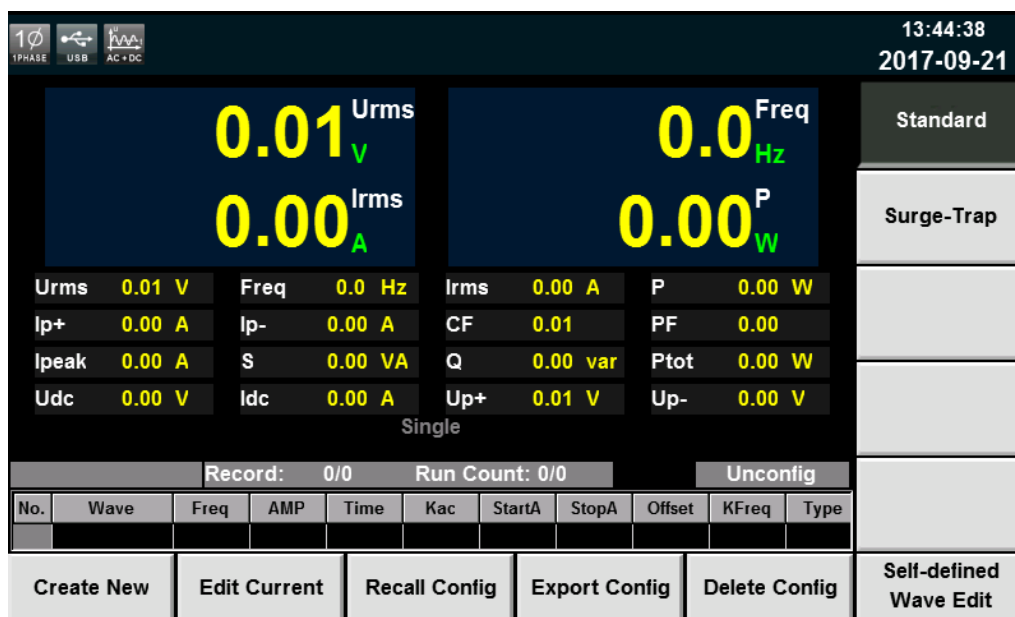 1Ø
1PHASE USB AC+DC
13:44:38
2017-09-21
0.01 Urms V
0.0 Freq Hz
0.00 Irms A
0.00 P W
Standard
Surge-Trap
Urms 0.01 V Freq 0.0 Hz Irms 0.00 A P 0.00 W
Ip+ 0.00 A Ip- 0.00 A CF 0.01 PF 0.00
Ipeak 0.00 A S 0.00 VA Q 0.00 var Ptot 0.00 W
Udc 0.00 V Idc 0.00 A Up+ 0.01 V Up- 0.00 V
Single
Record: 0/0 Run Count: 0/0 Unconfig
No. Wave Freq AMP Time Kac StartA StopA Offset KFreq Type
Create New Edit Current Recall Config Export Config Delete Config
Self-defined
Wave Edit